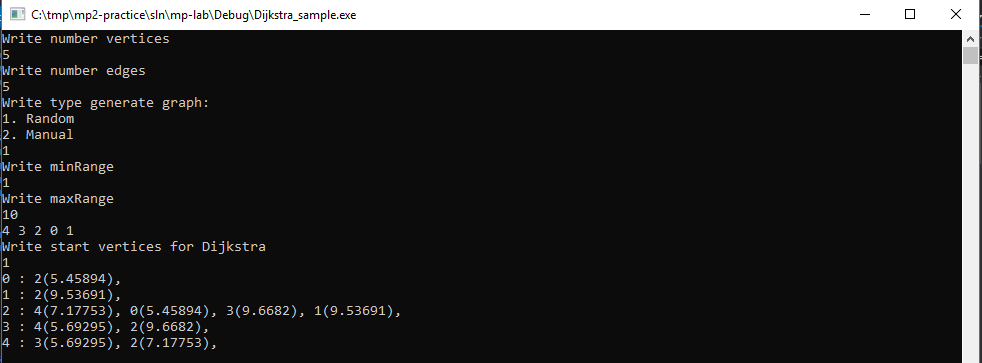 C:\tmp\mp2-practice\sln\mp-lab\Debug\Dijkstra_sample.exe
Write number vertices
5
Write number edges
5
Write type generate graph:
1. Random
2. Manual
1
Write minRange
1
Write maxRange
10
4 3 2 0 1
Write start vertices for Dijkstra
1
0 : 2(5.45894),
1 : 2(9.53691),
2 : 4(7.17753), 0(5.45894), 3(9.6682), 1(9.53691),
3 : 4(5.69295), 2(9.6682),
4 : 3(5.69295), 2(7.17753),